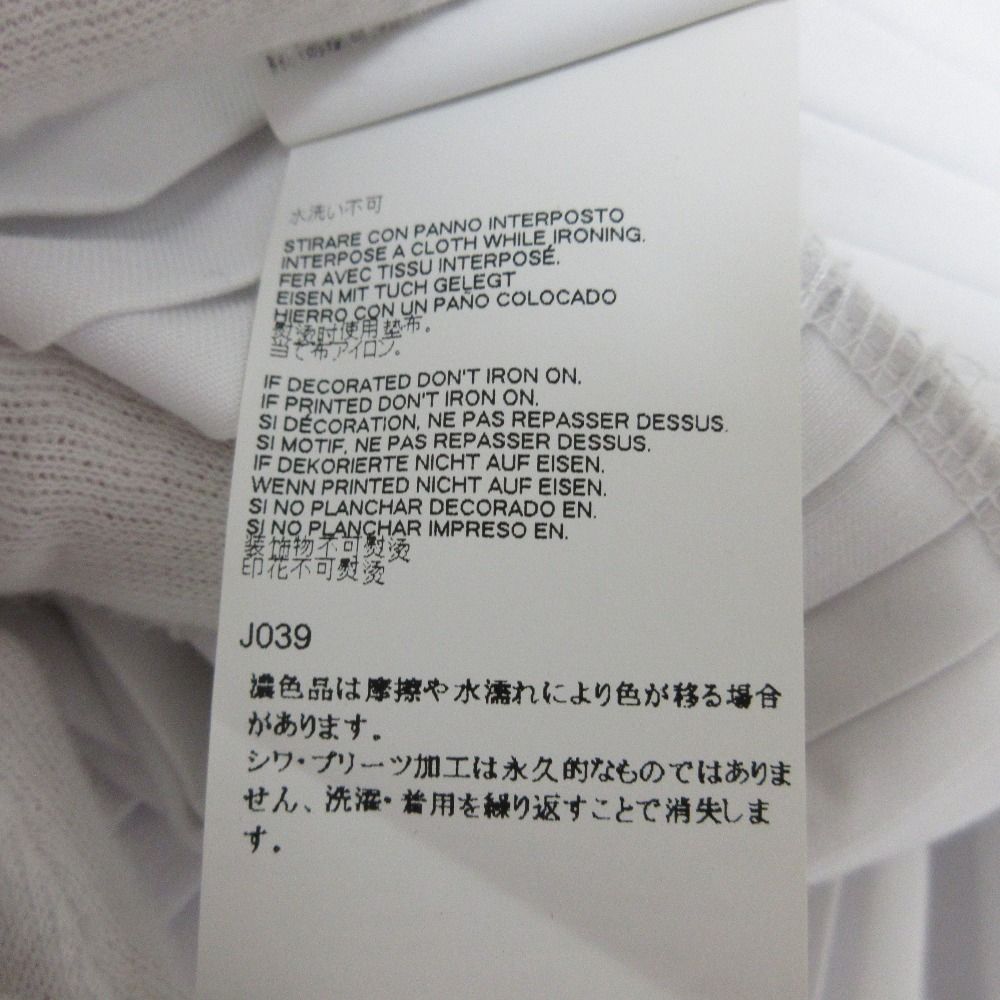 水洗い不可
STIRARE CON PANNO INTERPOSTO
INTERPOSE A CLOTH WHILE IRONING.
FER AVEC TISSU INTERPOSÉ.
EISEN MIT TUCH GELEGT
HIERRO CON UN PAÑO COLOCADO
熨烫时使用垫布。
当て布アイロン。
IF DECORATED DON'T IRON ON.
IF PRINTED DON'T IRON ON.
SI DÉCORATION, NE PAS REPASSER DESSUS.
SI MOTIF, NE PAS REPASSER DESSUS.
IF DEKORIERTE NICHT AUF EISEN.
WENN PRINTED NICHT AUF EISEN.
SI NO PLANCHAR DECORADO EN.
SI NO PLANCHAR IMPRESO EN.
装饰物不可熨烫
印花不可熨烫
J039
濃色品は摩擦や水濡れにより色が移る場合
があります。
シワ・プリーツ加工は永久的なものではありま
せん、洗濯・着用を繰り返すことで消失しま
す。